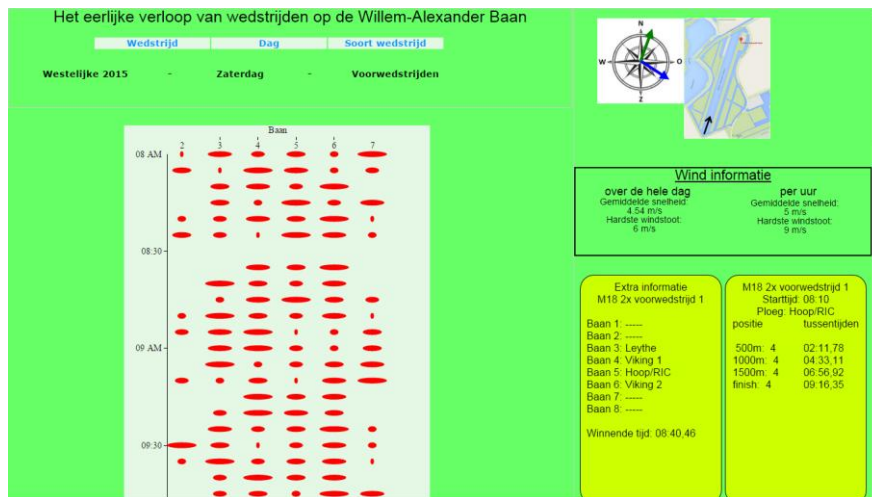 Het eerlijke verloop van wedstrijden op de Willem-Alexander Baan
Wedstrijd Dag Soort wedstrijd
Westelijke 2015 - Zaterdag - Voorwedstrijden
Baan
2 3 4 5 6 7
08 AM
08:30
09 AM
09:30
N
W O
Z
Wind informatie
over de hele dag
Gemiddelde snelheid:
4.54 m/s
Hardste windstoot:
6 m/s
per uur
Gemiddelde snelheid:
5 m/s
Hardste windstoot:
9 m/s
Extra informatie
M18 2x voorwedstrijd 1
Baan 1: -----
Baan 2: -----
Baan 3: Leythe
Baan 4: Viking 1
Baan 5: Hoop/RIC
Baan 6: Viking 2
Baan 7: -----
Baan 8: -----
Winnende tijd: 08:40,46
M18 2x voorwedstrijd 1
Starttijd: 08:10
Ploeg: Hoop/RIC
positie tussentijden
500m: 4 02:11,78
1000m: 4 04:33,11
1500m: 4 06:56,92
finish: 4 09:16,35